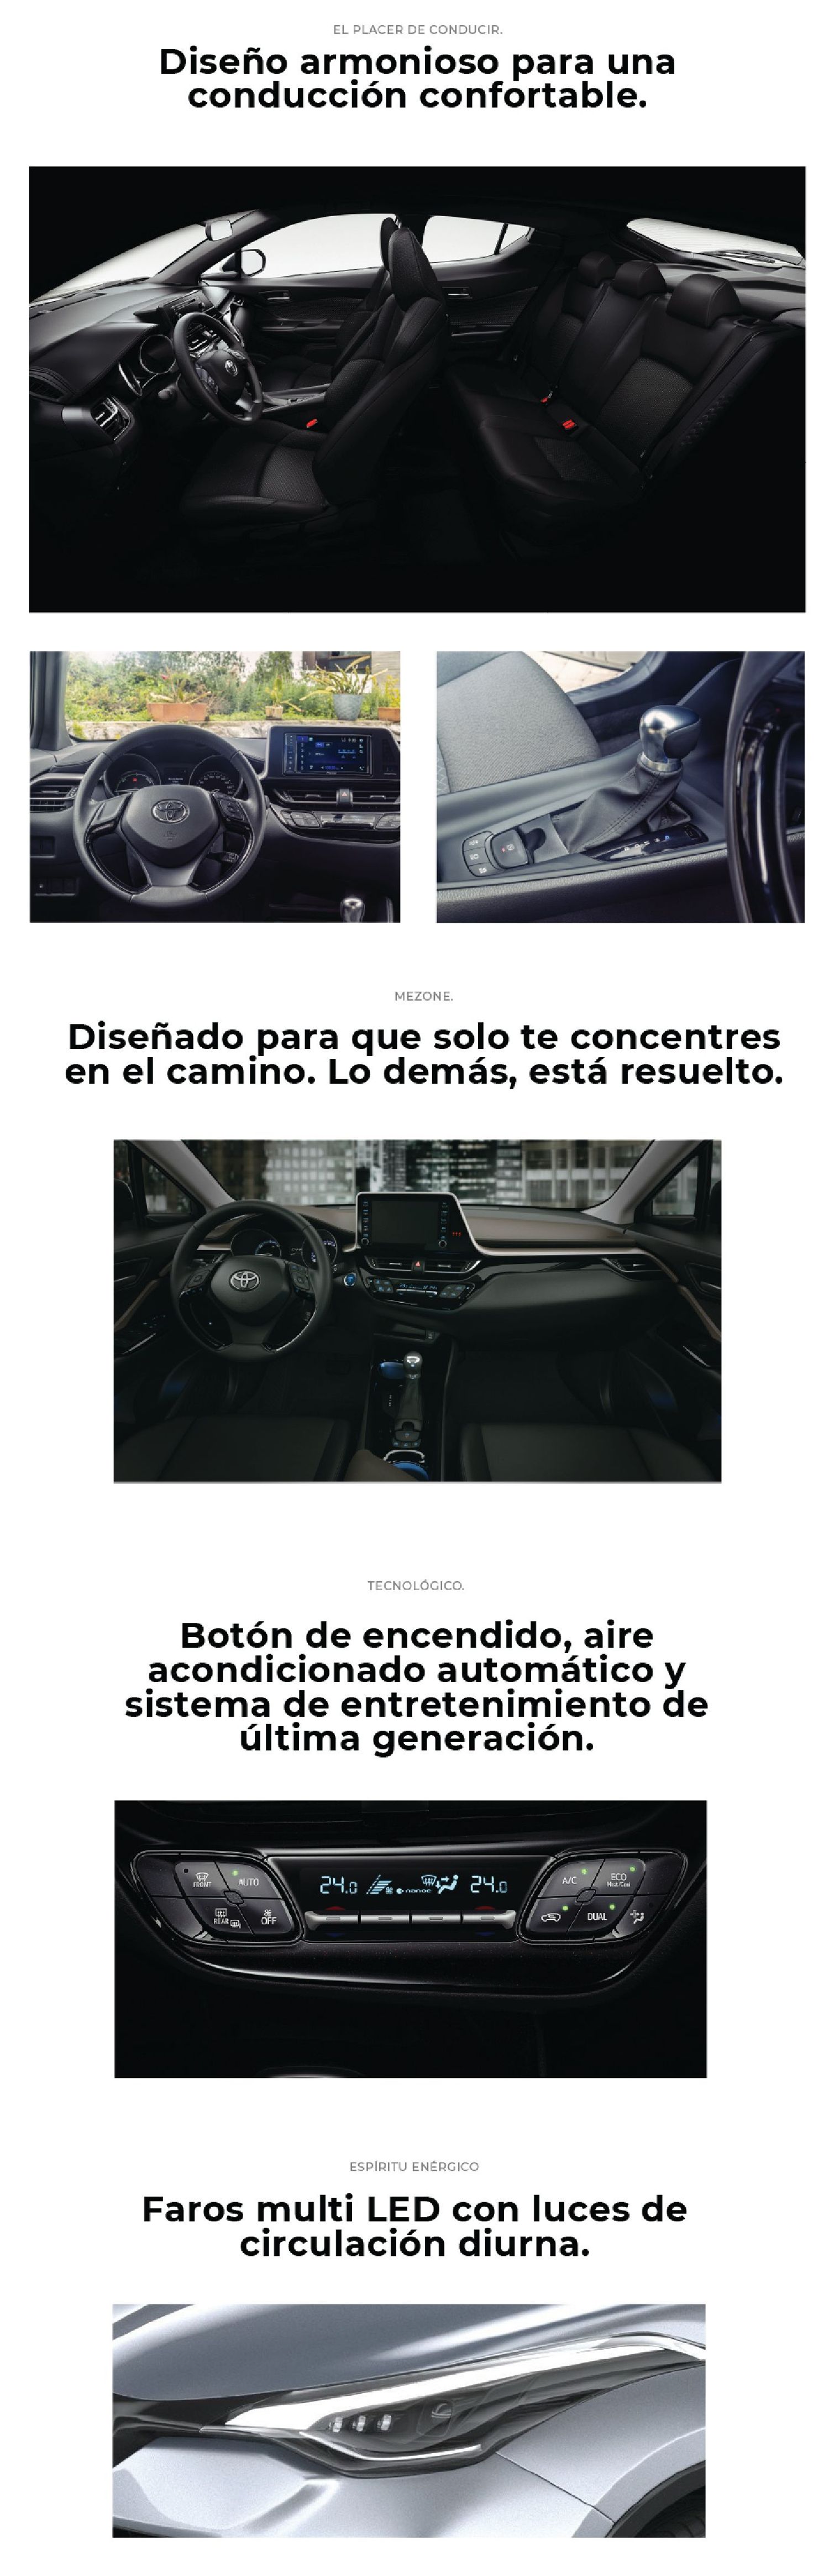 EL PLACER DE CONDUCIR.
Diseño armonioso para una
conducción confortable.
MEZONE.
Diseñado para que solo te concentres
en el camino. Lo demás, está resuelto.
TECNOLÓGICO.
Botón de encendido, aire
acondicionado automático y
sistema de entretenimiento de
última generación.
FRONT
AUTO
24.0
24.0
A/C
ECO
Heat/Cool
REAR
OFF
DUAL
ESPÍRITU ENÉRGICO
Faros multi LED con luces de
circulación diurna.